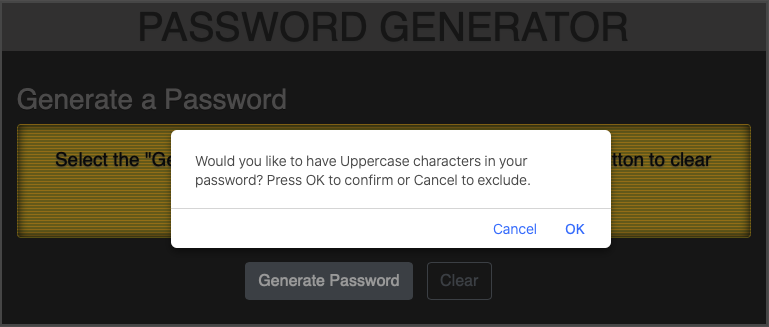 PASSWORD GENERATOR
Generate a Password
Select the "Ge
tton to clear
Would you like to have Uppercase characters in your
password? Press OK to confirm or Cancel to exclude.
Cancel OK
Generate Password Clear